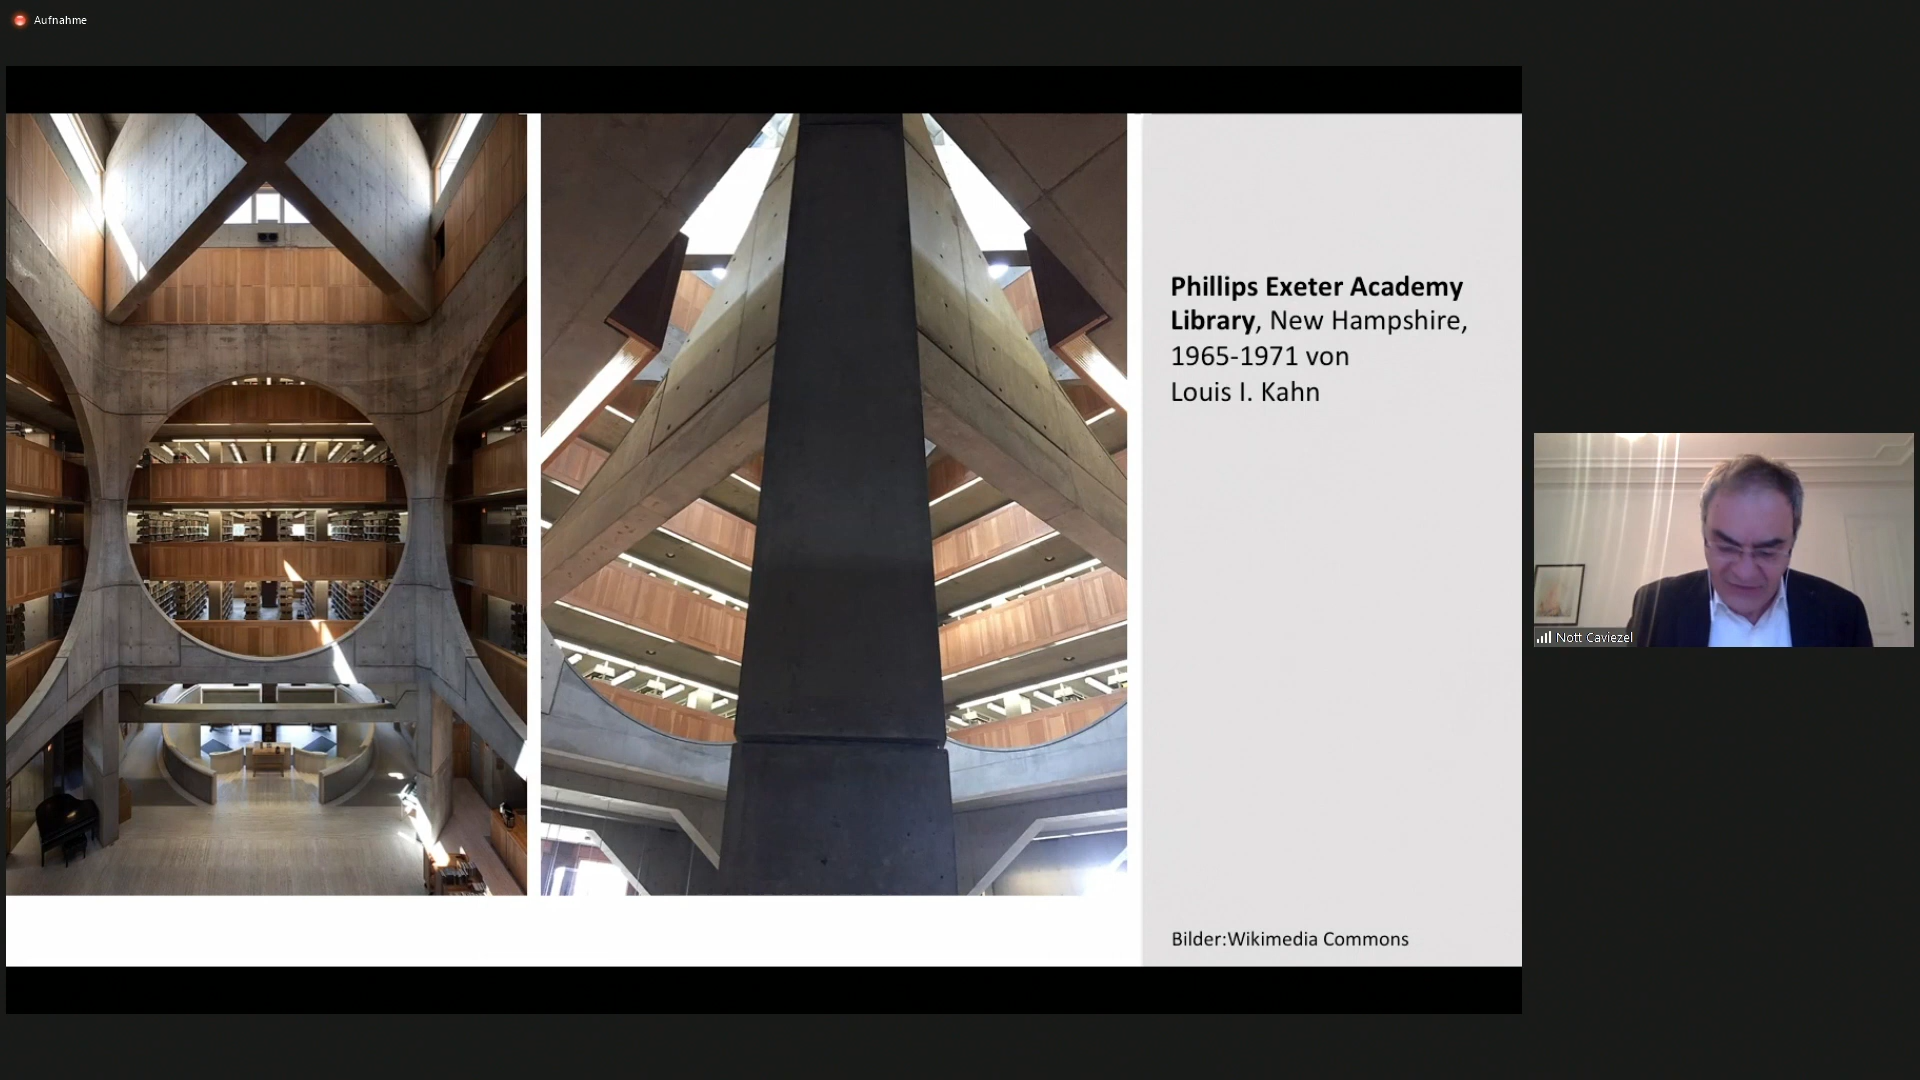 Aufnahme
Phillips Exeter Academy
Library, New Hampshire,
1965-1971 von
Louis I. Kahn
Bilder:Wikimedia Commons
Nott Caviezel